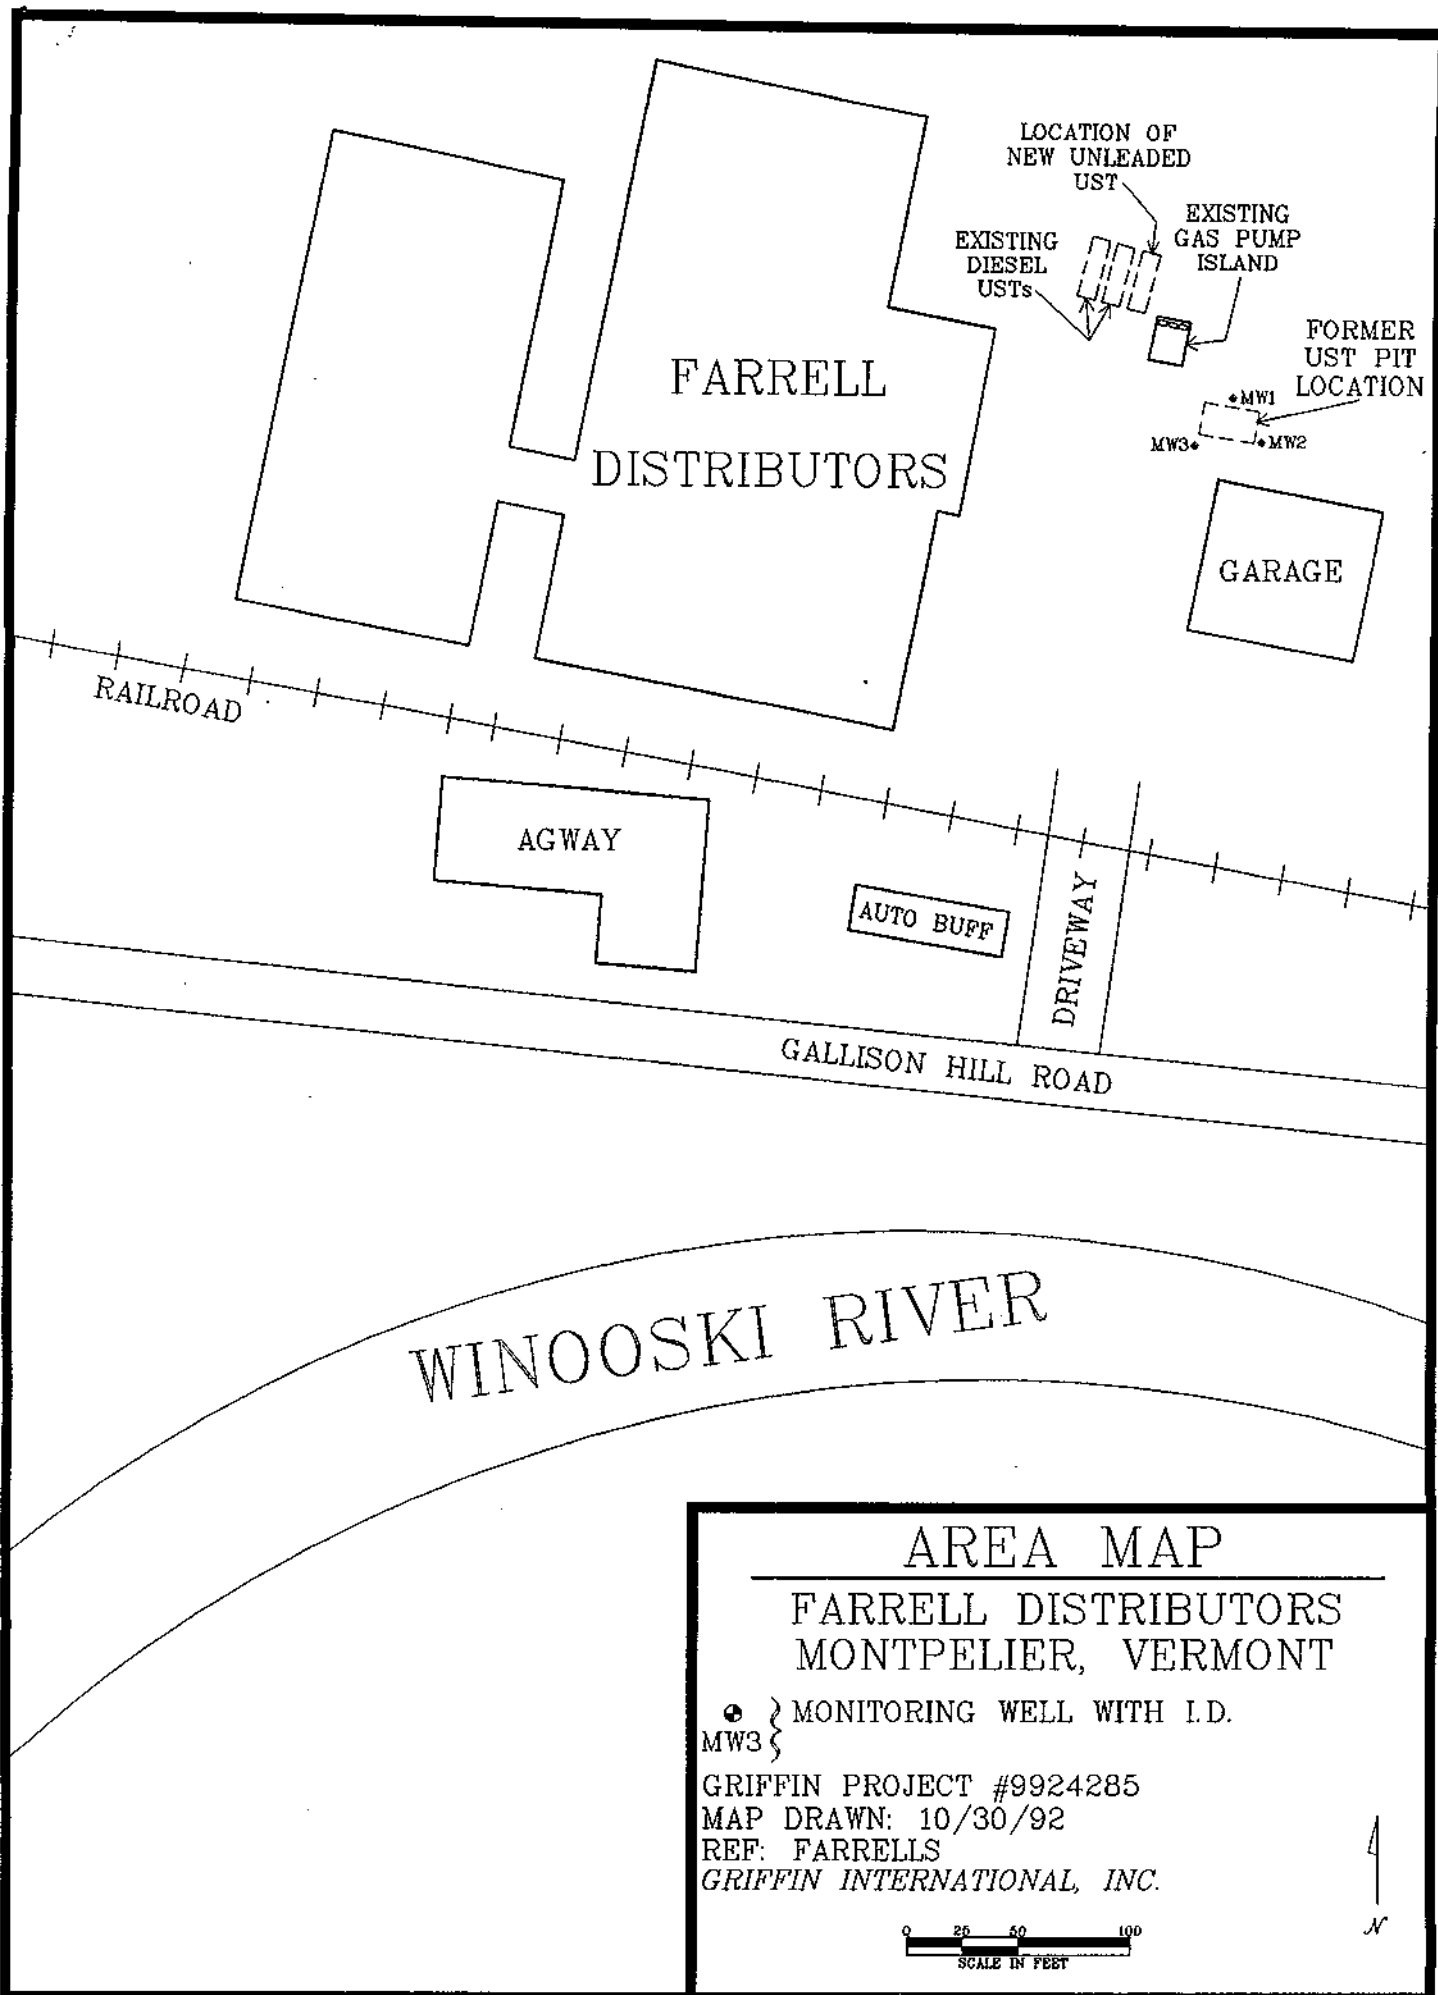 LOCATION OF
NEW UNLEADED
UST
EXISTING
GAS PUMP
ISLAND
EXISTING
DIESEL
USTs
FORMER
UST PIT
LOCATION
MW1
MW3
MW2
FARRELL
DISTRIBUTORS
GARAGE
RAILROAD
AGWAY
AUTO BUFF
DRIVEWAY
GALLISON HILL ROAD
WINOOSKI RIVER
AREA MAP
FARRELL DISTRIBUTORS
MONTPELIER, VERMONT
MONITORING WELL WITH I.D.
MW3
GRIFFIN PROJECT #9924285
MAP DRAWN: 10/30/92
REF: FARRELLS
GRIFFIN INTERNATIONAL, INC.
N
0 25 50 100
SCALE IN FEET